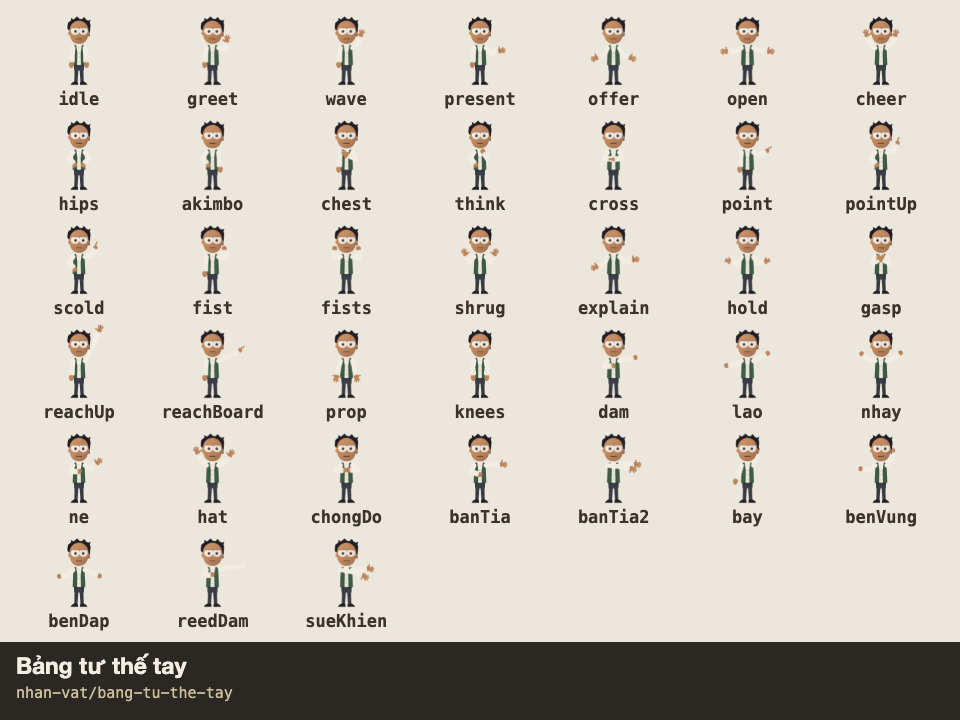 idle greet wave present offer open cheer
hips akimbo chest think cross point pointUp
scold fist fists shrug explain hold gasp
reachUp reachBoard prop knees dam lao nhay
ne hat chongDo banTia banTia2 bay benVung
benDap reedDam sueKhien
Bảng tư thế tay
nhan-vat/bang-tu-the-tay